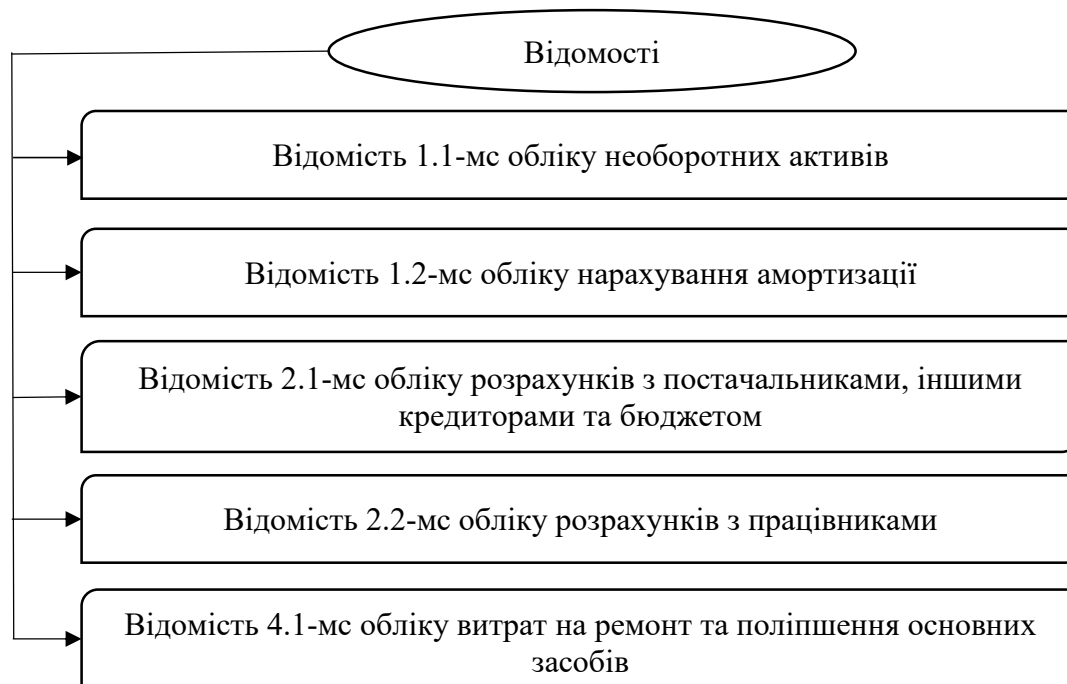 Відомості
Відомість 1.1-мс обліку необоротних активів
Відомість 1.2-мс обліку нарахування амортизації
Відомість 2.1-мс обліку розрахунків з постачальниками, іншими
кредиторами та бюджетом
Відомість 2.2-мс обліку розрахунків з працівниками
Відомість 4.1-мс обліку витрат на ремонт та поліпшення основних
засобів